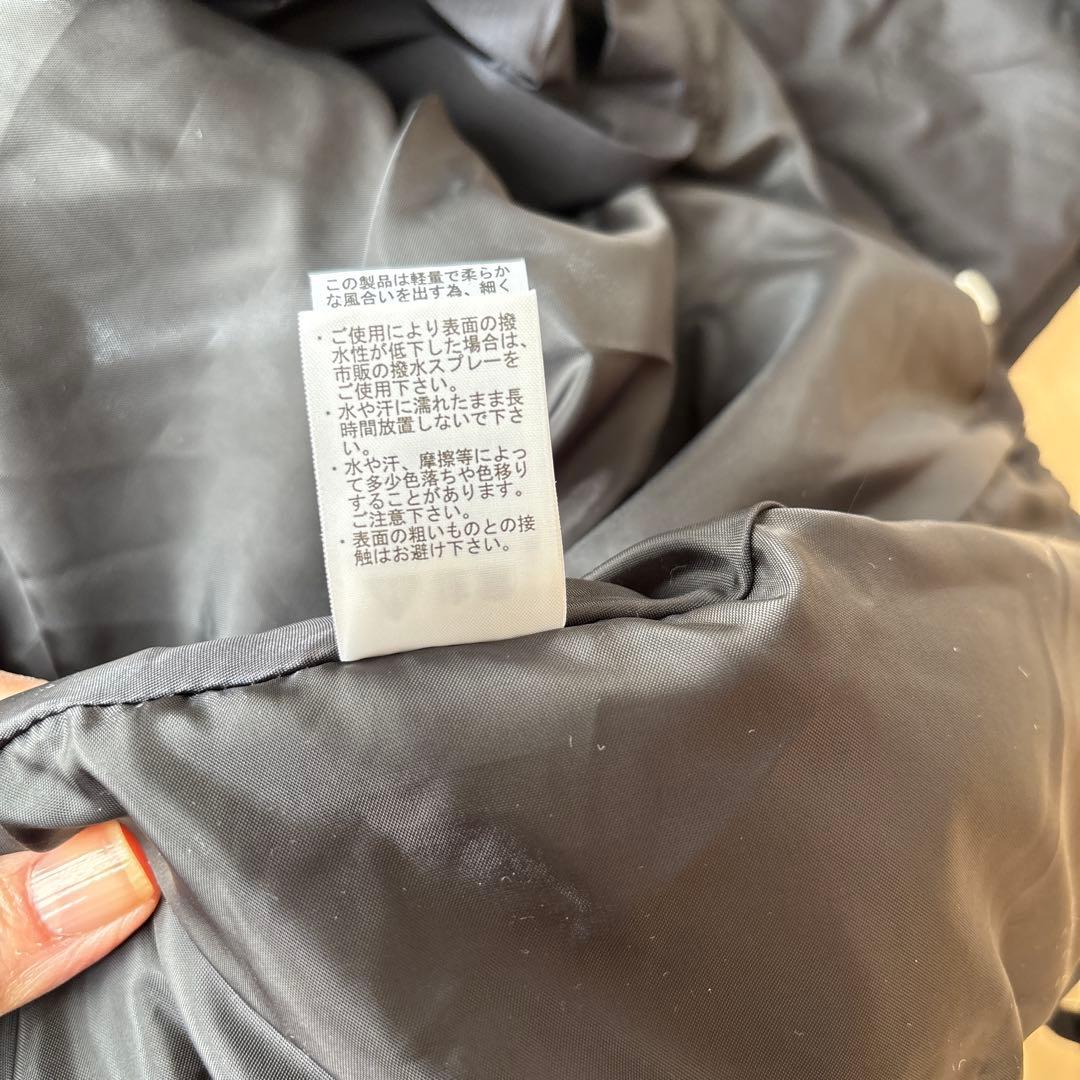 この製品は軽量で柔らか
な風合いを出す為、細く
・ご使用により表面の撥
水性が低下した場合は、
市販の撥水スプレーを
ご使用下さい。
・水や汗に濡れたまま長
時間放置しないで下さ
い。
・水や汗、摩擦等によっ
て多少色落ちや色移り
することがあります。
ご注意下さい。
・表面の粗いものとの接
触はお避け下さい。